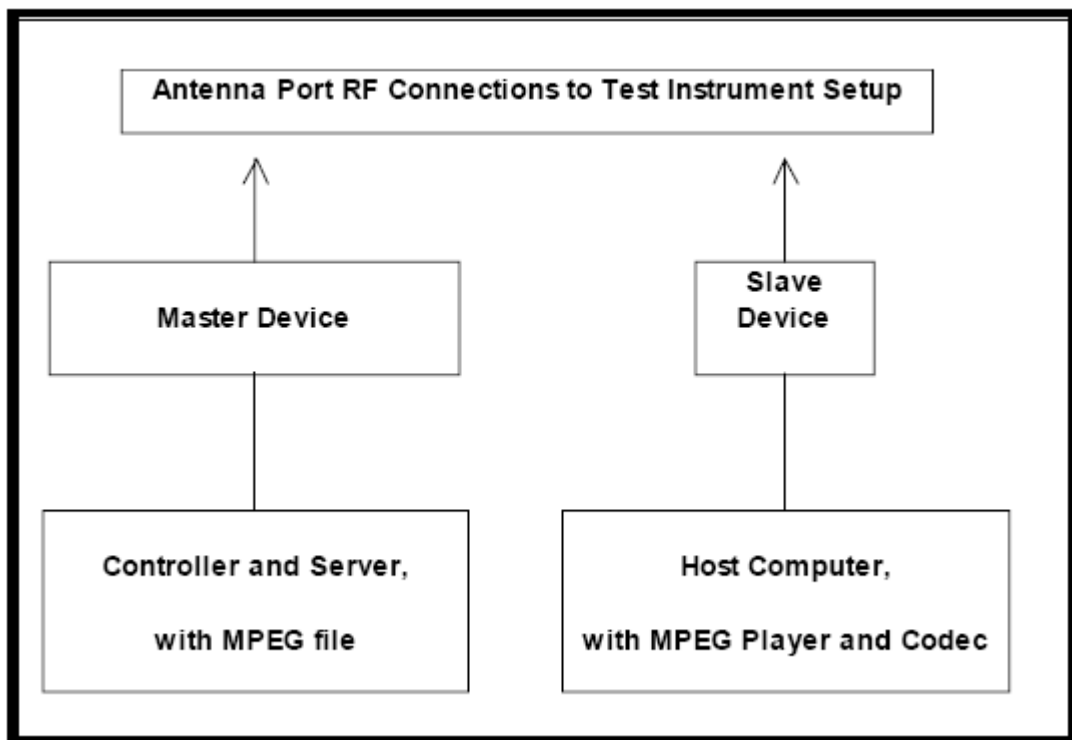 Antenna Port RF Connections to Test Instrument Setup
Master Device
Slave
Device
Controller and Server,
with MPEG file
Host Computer,
with MPEG Player and Codec